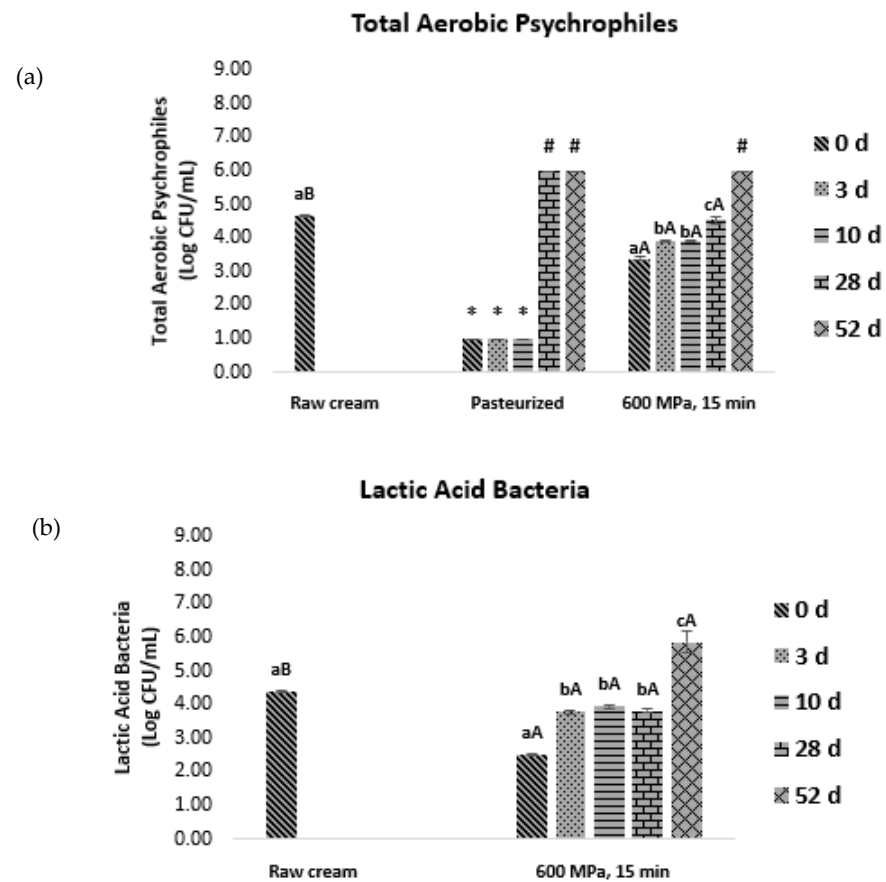 Total Aerobic Psychrophiles
(a)
Total Aerobic Psychrophiles
(Log CFU/mL)
9.00
8.00
7.00
6.00
5.00
4.00
3.00
2.00
1.00
0.00
aB
* * *
# #
aA
bA bA
cA
#
Raw cream
Pasteurized
600 MPa, 15 min
0 d
3 d
10 d
28 d
52 d
Lactic Acid Bacteria
(b)
Lactic Acid Bacteria
(Log CFU/mL)
9.00
8.00
7.00
6.00
5.00
4.00
3.00
2.00
1.00
0.00
aB
aA
bA
bA
bA
cA
Raw cream
600 MPa, 15 min
0 d
3 d
10 d
28 d
52 d